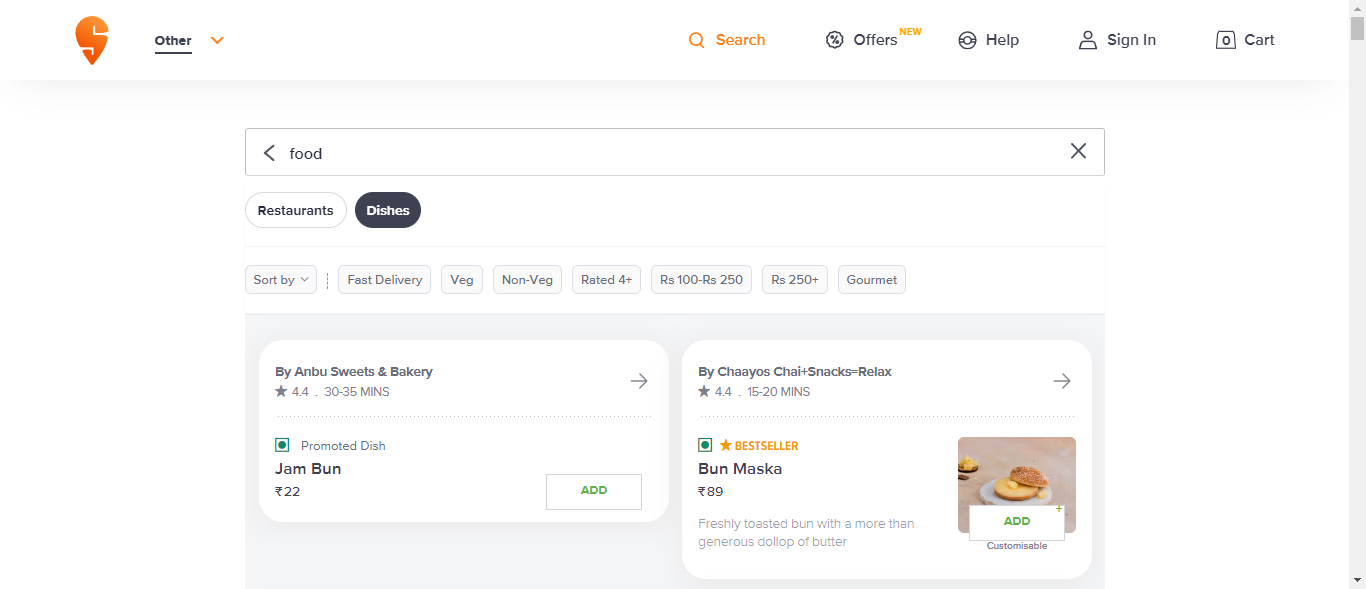 Other
Search
Offers NEW
Help
Sign In
0 Cart
food
Restaurants
Dishes
Sort by
Fast Delivery
Veg
Non-Veg
Rated 4+
Rs 100-Rs 250
Rs 250+
Gourmet
By Anbu Sweets & Bakery
4.4 . 30-35 MINS
Promoted Dish
Jam Bun
₹22
ADD
By Chaayos Chai+Snacks=Relax
4.4 . 15-20 MINS
BESTSELLER
Bun Maska
₹89
Freshly toasted bun with a more than
generous dollop of butter
ADD +
Customisable